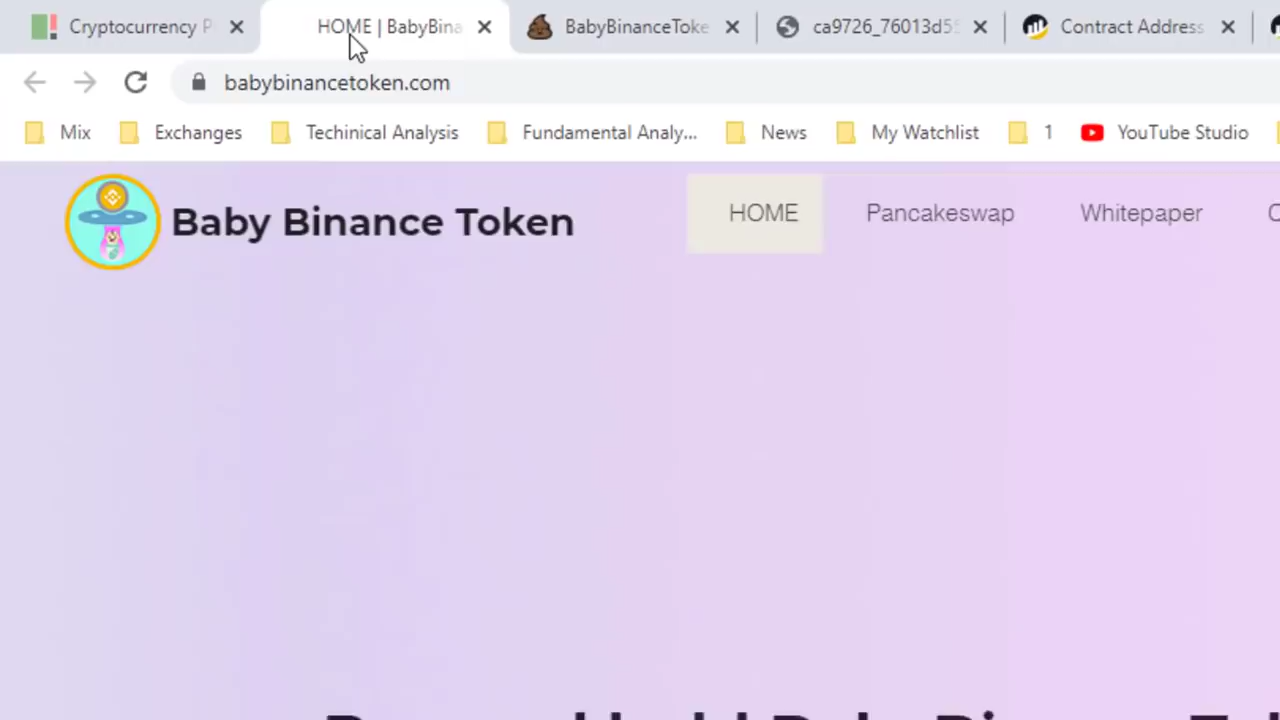 Cryptocurrency P
HOME | BabyBina
BabyBinanceToke
ca9726_76013d5
Contract Address
babybinancetoken.com
Mix
Exchanges
Techinical Analysis
Fundamental Analy...
News
My Watchlist
1
YouTube Studio
Baby Binance Token
HOME
Pancakeswap
Whitepaper